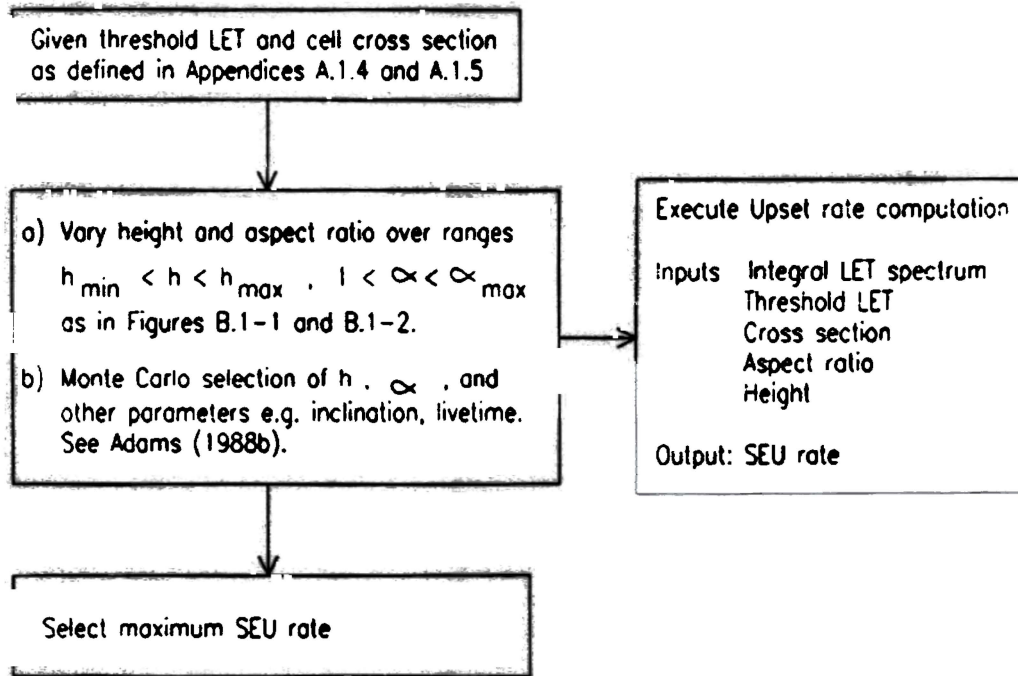 Given threshold LET and cell cross section
as defined in Appendices A.1.4 and A.1.5
a) Vary height and aspect ratio over ranges
h min < h < h max , 1 < α < α max
as in Figures B.1-1 and B.1-2.
b) Monte Carlo selection of h , α , and
other parameters e.g. inclination, livetime.
See Adams (1988b).
Execute Upset rate computation
Inputs Integral LET spectrum
Threshold LET
Cross section
Aspect ratio
Height
Output: SEU rate
Select maximum SEU rate